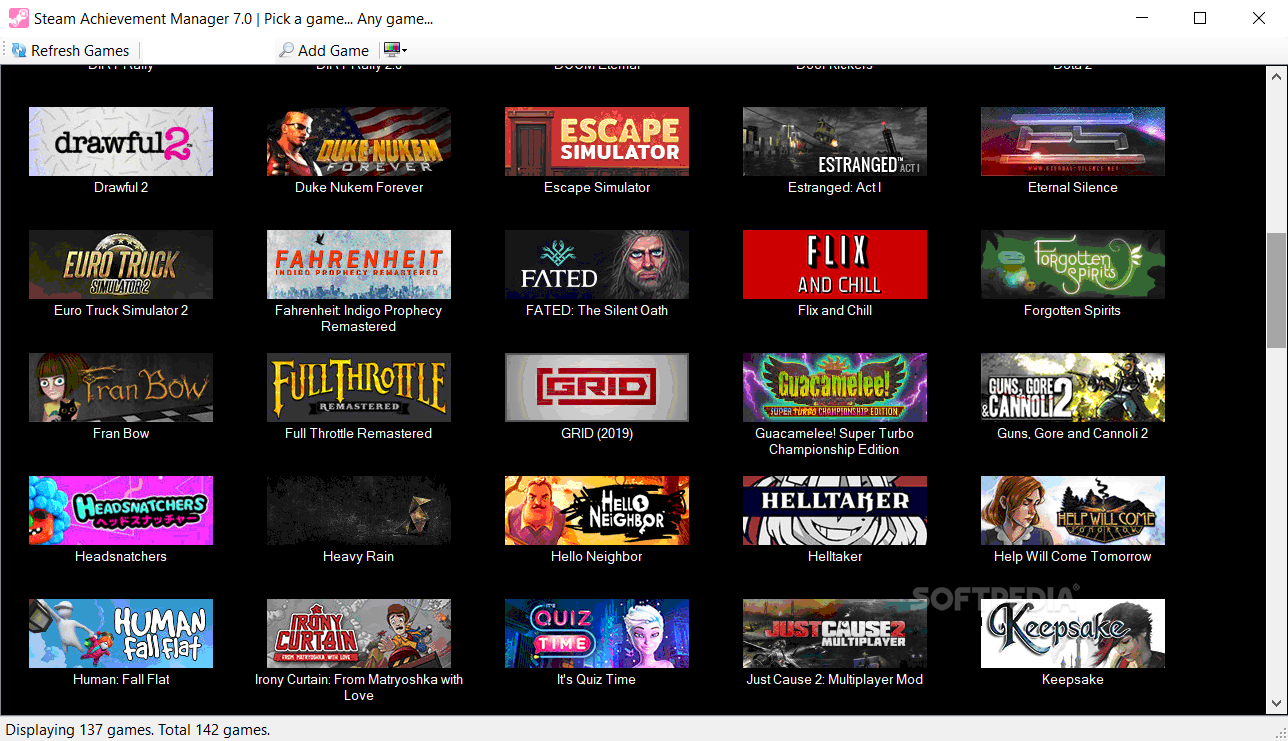 Steam Achievement Manager 7.0 | Pick a game... Any game...
Refresh Games
Add Game
DiRT Rally
DiRT Rally 2.0
DOOM Eternal
Door Kickers
Dota 2
drawful 2™
DUKE NUKEM
FOREVER
ESCAPE
SIMULATOR
ESTRANGED™ ACT I
WWW.ETERNAL-SILENCE.NET
Drawful 2
Duke Nukem Forever
Escape Simulator
Estranged: Act I
Eternal Silence
EURO TRUCK
SIMULATOR 2
FAHRENHEIT
INDIGO PROPHECY REMASTERED
FATED
FLIX
AND CHILL
Forgotten
Spirits
Euro Truck Simulator 2
Fahrenheit: Indigo Prophecy
Remastered
FATED: The Silent Oath
Flix and Chill
Forgotten Spirits
Fran Bow
FULL THROTTLE
REMASTERED
GRID
Guacamelee!
SUPER TURBO CHAMPIONSHIP EDITION
GUNS, GORE
& CANNOLI 2
Fran Bow
Full Throttle Remastered
GRID (2019)
Guacamelee! Super Turbo
Championship Edition
Guns, Gore and Cannoli 2
HEADSNATCHERS
ヘッドスナッチャー
HELLO
NEIGHBOR
HELLTAKER
HELP WILL COME
TOMORROW
Headsnatchers
Heavy Rain
Hello Neighbor
Helltaker
Help Will Come Tomorrow
SOFTPEDIA®
HUMAN
fall flat
IRONY
CURTAIN
FROM MATRYOSHKA WITH LOVE
IT'S
QUIZ
TIME
JUST CAUSE 2
MULTIPLAYER
Keepsake
Human: Fall Flat
Irony Curtain: From Matryoshka with
Love
It's Quiz Time
Just Cause 2: Multiplayer Mod
Keepsake
Displaying 137 games. Total 142 games.